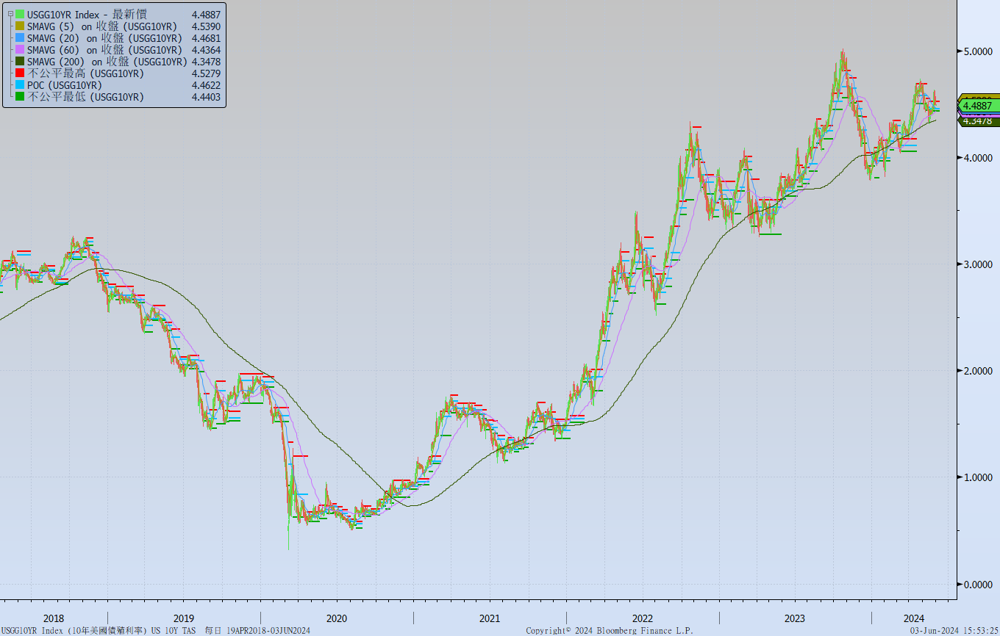 USGG10YR Index - 最新價 4.4887
SMAVG (5) on 收盤 (USGG10YR) 4.5390
SMAVG (20) on 收盤 (USGG10YR) 4.4681
SMAVG (60) on 收盤 (USGG10YR) 4.4364
SMAVG (200) on 收盤 (USGG10YR) 4.3478
不公平最高 (USGG10YR) 4.5279
POC (USGG10YR) 4.4622
不公平最低 (USGG10YR) 4.4403
5.0000
4.4887
4.3478
4.0000
3.0000
2.0000
1.0000
0.0000
2018 2019 2020 2021 2022 2023 2024
USGG10YR Index (10年美國債殖利率) US 10Y TAS 每日 19APR2018-03JUN2024 Copyright© 2024 Bloomberg Finance L.P. 03-Jun-2024 15:53:25